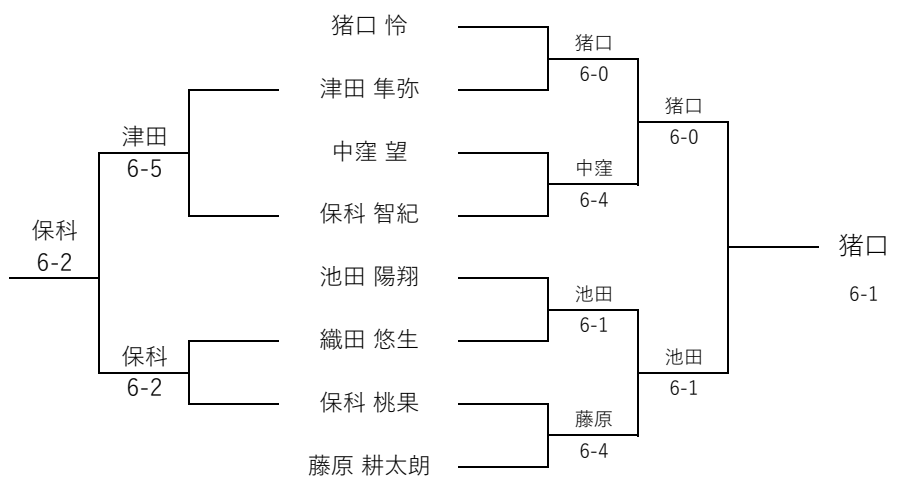 猪口 怜
猪口
津田 隼弥
6-0
猪口
津田
6-0
中窪 望
6-5
中窪
保科 智紀
6-4
保科
猪口
6-2
池田 陽翔
池田
6-1
6-1
織田 悠生
保科
池田
6-2
6-1
保科 桃果
藤原
6-4
藤原 耕太朗